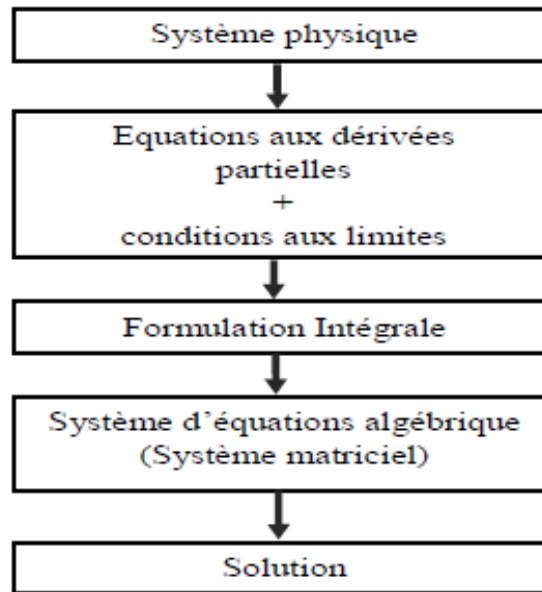 Système physique
Equations aux dérivées
partielles
+
conditions aux limites
Formulation Intégrale
Système d’équations algébrique
(Système matriciel)
Solution